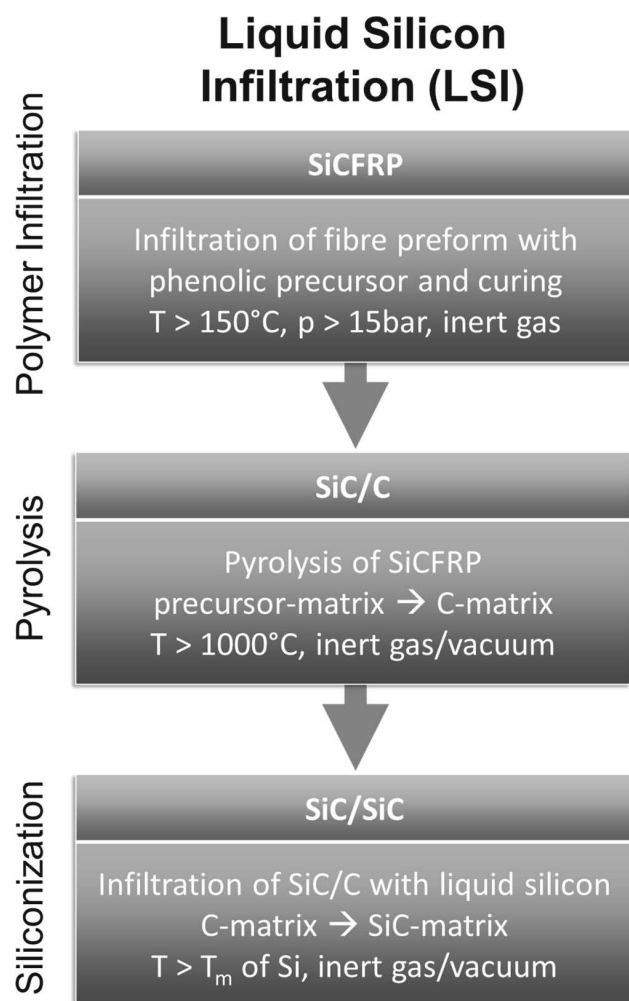 Liquid Silicon
Infiltration (LSI)
Polymer Infiltration
SiCFRP
Infiltration of fibre preform with
phenolic precursor and curing
T > 150°C, p > 15bar, inert gas
Pyrolysis
SiC/C
Pyrolysis of SiCFRP
precursor-matrix → C-matrix
T > 1000°C, inert gas/vacuum
Siliconization
SiC/SiC
Infiltration of SiC/C with liquid silicon
C-matrix → SiC-matrix
T > Tₘ of Si, inert gas/vacuum